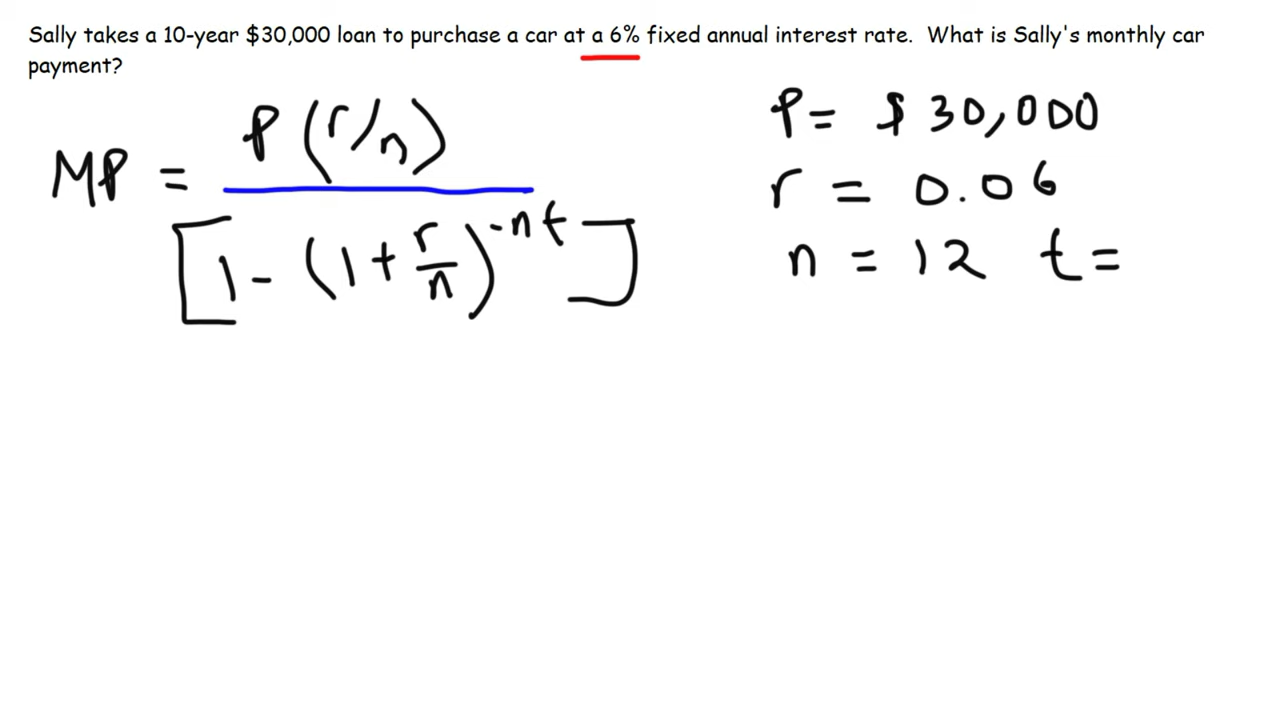 Sally takes a 10-year $30,000 loan to purchase a car at a 6% fixed annual interest rate. What is Sally's monthly car
payment?
MP = P(r/n)
[1 - (1 + r/n)^-nt]
P = $30,000
r = 0.06
n = 12 t =